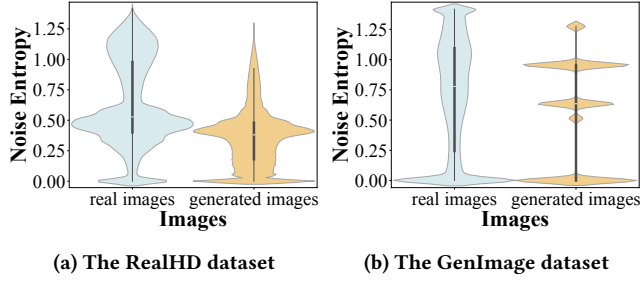 Noise Entropy
1.25
1.00
0.75
0.50
0.25
0.00
real images generated images
Images
(a) The RealHD dataset
Noise Entropy
1.25
1.00
0.75
0.50
0.25
0.00
real images generated images
Images
(b) The GenImage dataset